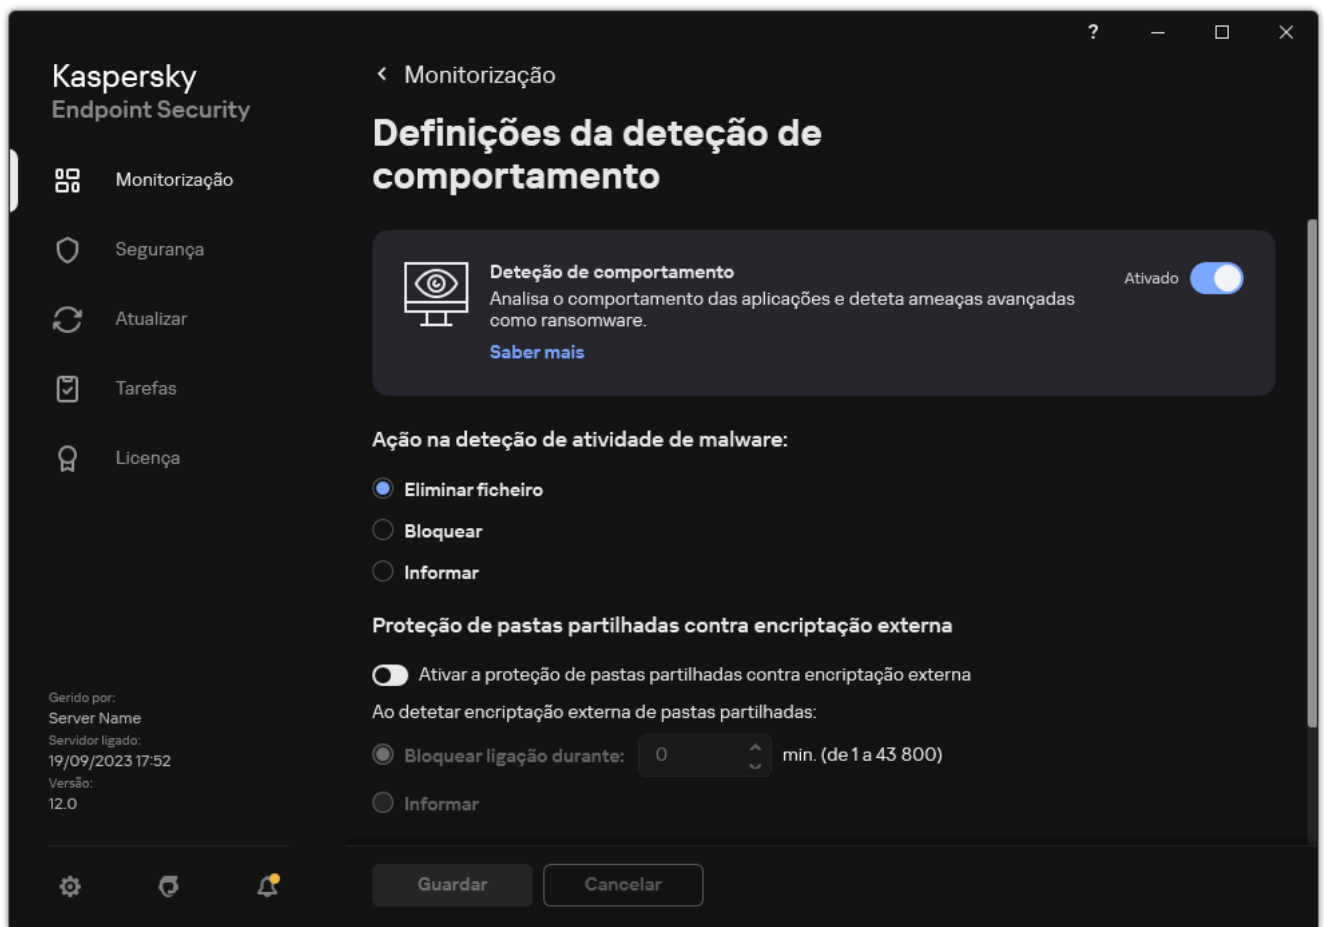 ?
Kaspersky
Endpoint Security
Monitorização
Segurança
Atualizar
Tarefas
Licença
Gerido por:
Server Name
Servidor ligado:
19/09/2023 17:52
Versão:
12.0
Monitorização
Definições da deteção de
comportamento
Deteção de comportamento
Analisa o comportamento das aplicações e deteta ameaças avançadas
como ransomware.
Saber mais
Ativado
Ação na deteção de atividade de malware:
Eliminar ficheiro
Bloquear
Informar
Proteção de pastas partilhadas contra encriptação externa
Ativar a proteção de pastas partilhadas contra encriptação externa
Ao detetar encriptação externa de pastas partilhadas:
Bloquear ligação durante: 0 min. (de 1 a 43 800)
Informar
Guardar Cancelar